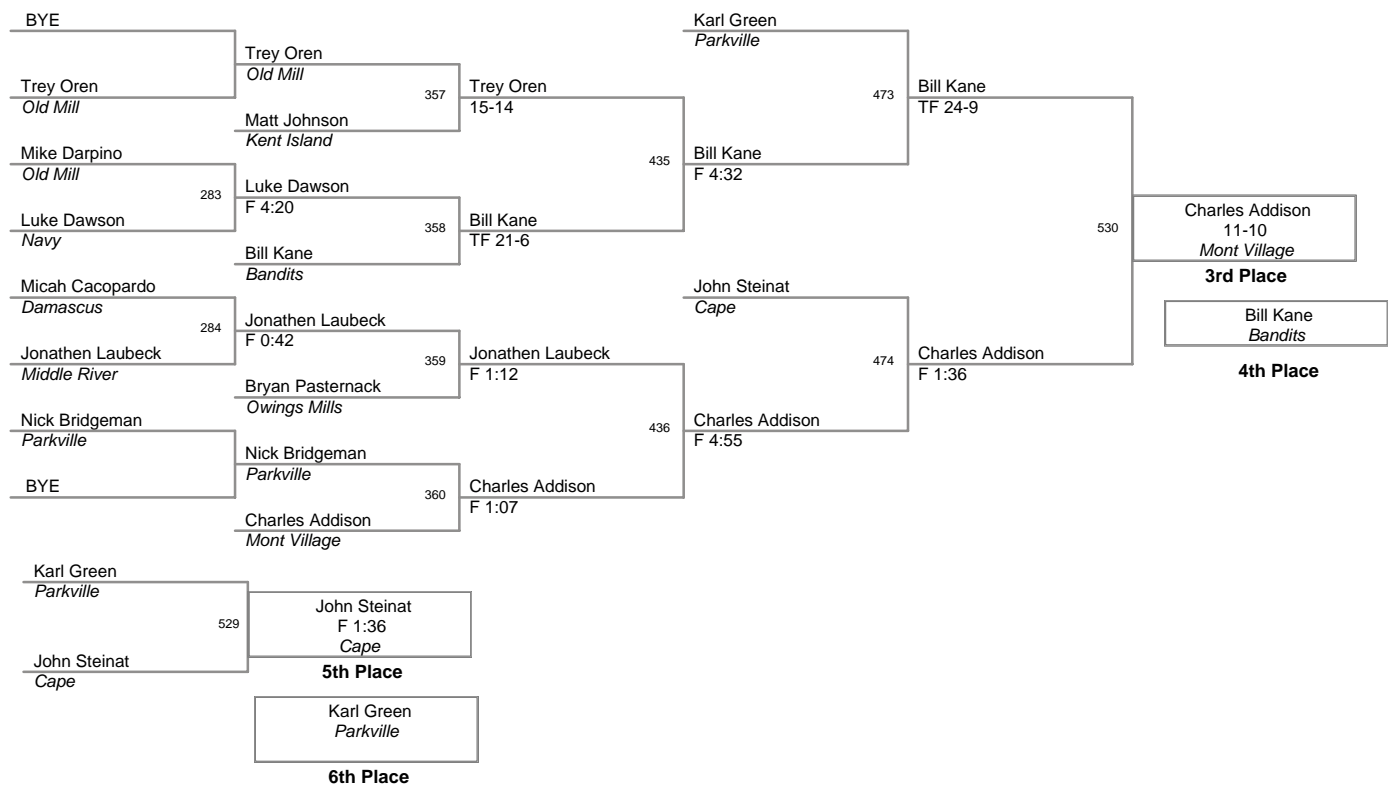 BYE
Trey Oren
Old Mill
Mike Darpino
Old Mill
283
Luke Dawson
Navy
Micah Cacopardo
Damascus
284
Jonathen Laubeck
Middle River
Nick Bridgeman
Parkville
BYE
Trey Oren
Old Mill
357
Matt Johnson
Kent Island
Luke Dawson
F 4:20
358
Bill Kane
Bandits
Jonathen Laubeck
F 0:42
359
Bryan Pasternack
Owings Mills
Nick Bridgeman
Parkville
360
Charles Addison
Mont Village
Trey Oren
15-14
435
Bill Kane
TF 21-6
Jonathen Laubeck
F 1:12
436
Charles Addison
F 1:07
Karl Green
Parkville
473
Bill Kane
F 4:32
John Steinat
Cape
474
Charles Addison
F 4:55
Bill Kane
TF 24-9
530
Charles Addison
F 1:36
Charles Addison
11-10
Mont Village
3rd Place
Bill Kane
Bandits
4th Place
Karl Green
Parkville
529
John Steinat
Cape
John Steinat
F 1:36
Cape
5th Place
Karl Green
Parkville
6th Place